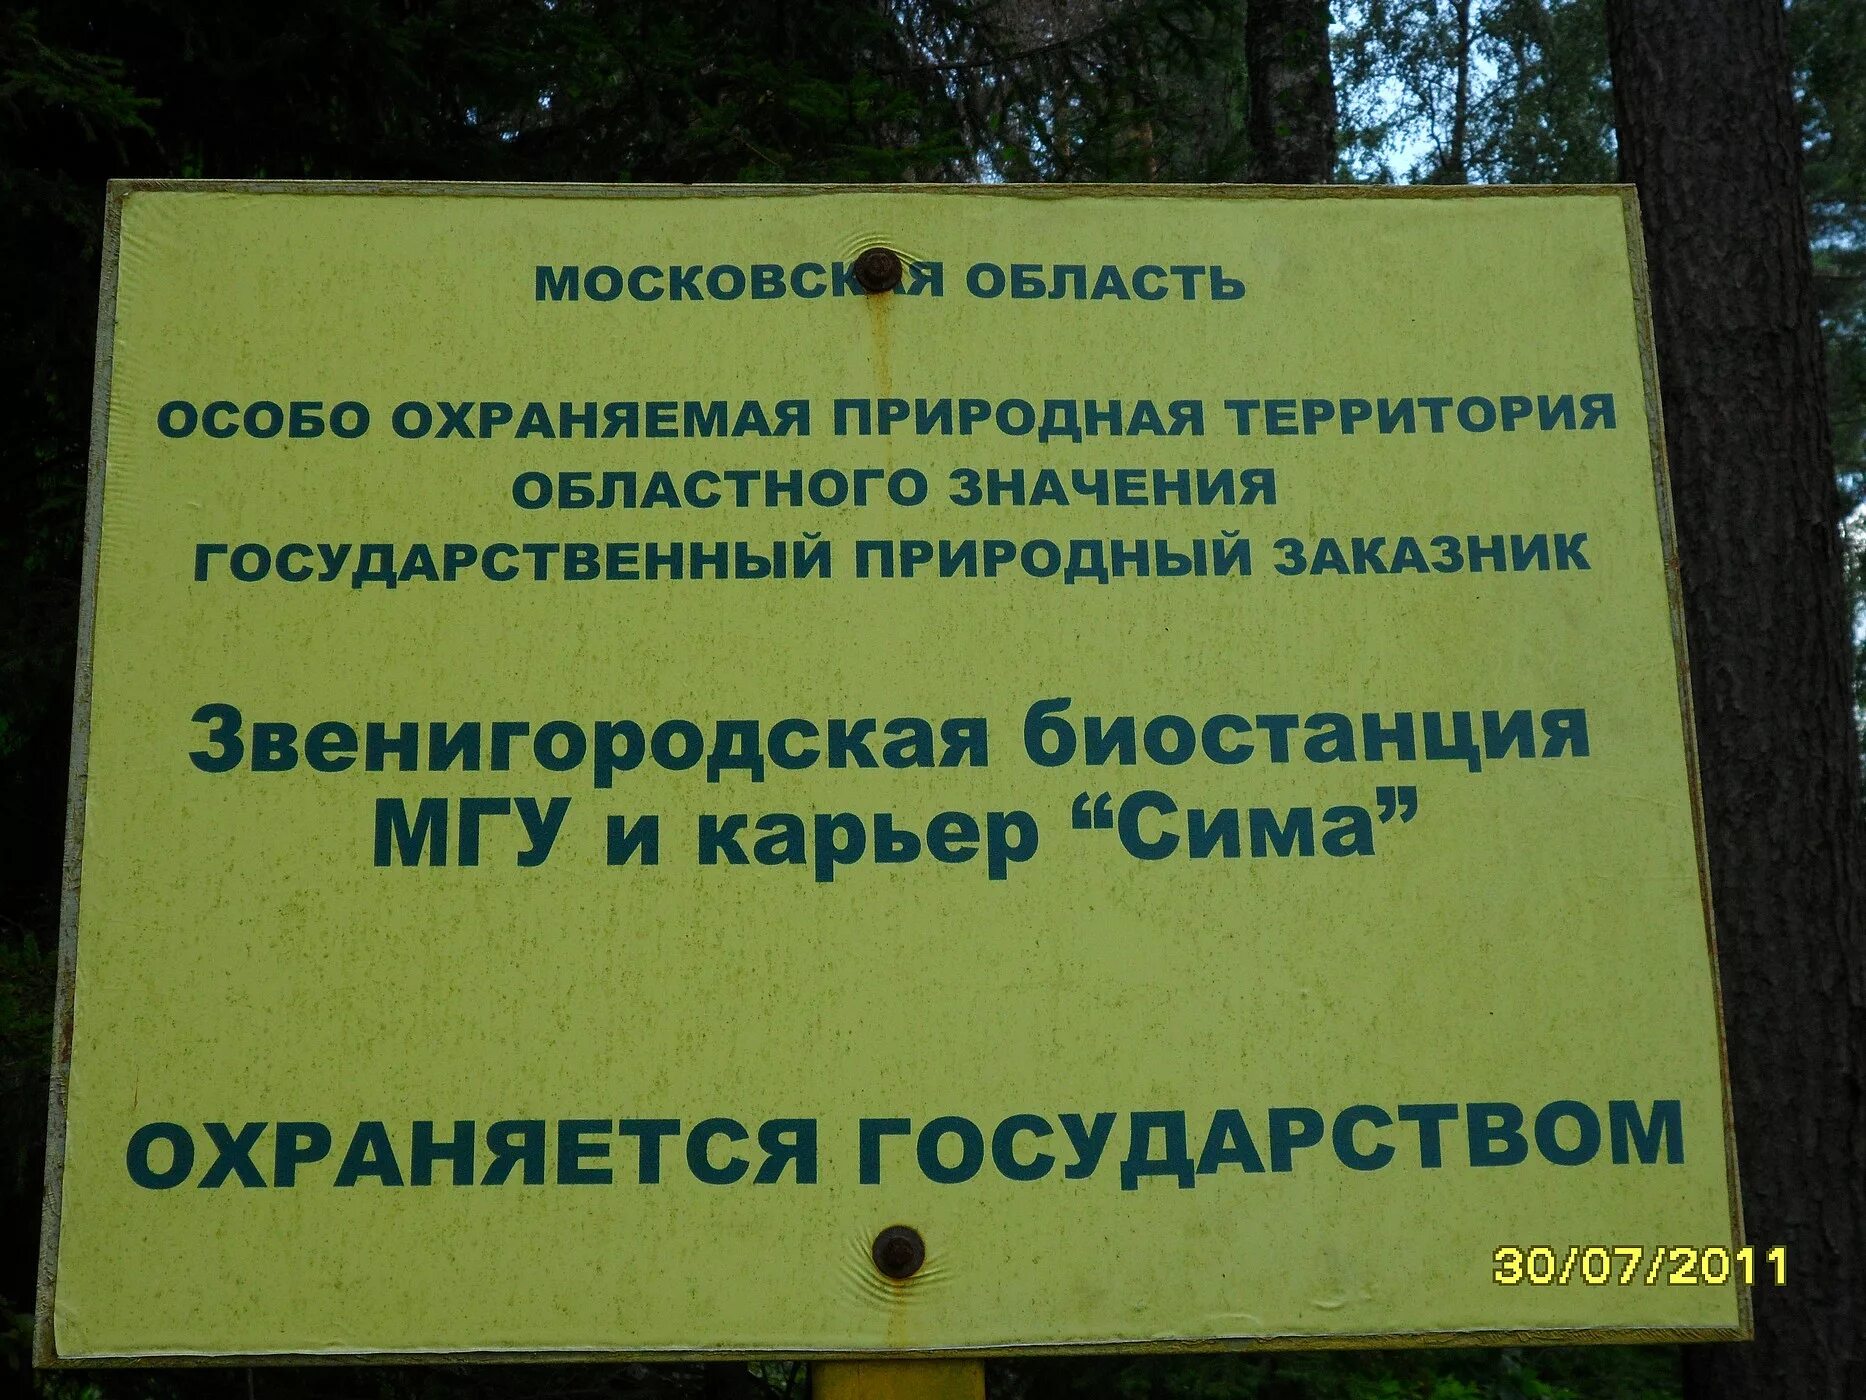 МОСКОВСКАЯ ОБЛАСТЬ
ОСОБО ОХРАНЯЕМАЯ ПРИРОДНАЯ ТЕРРИТОРИЯ
ОБЛАСТНОГО ЗНАЧЕНИЯ
ГОСУДАРСТВЕННЫЙ ПРИРОДНЫЙ ЗАКАЗНИК
Звенигородская биостанция
МГУ и карьер “Сима”
ОХРАНЯЕТСЯ ГОСУДАРСТВОМ
30/07/2011